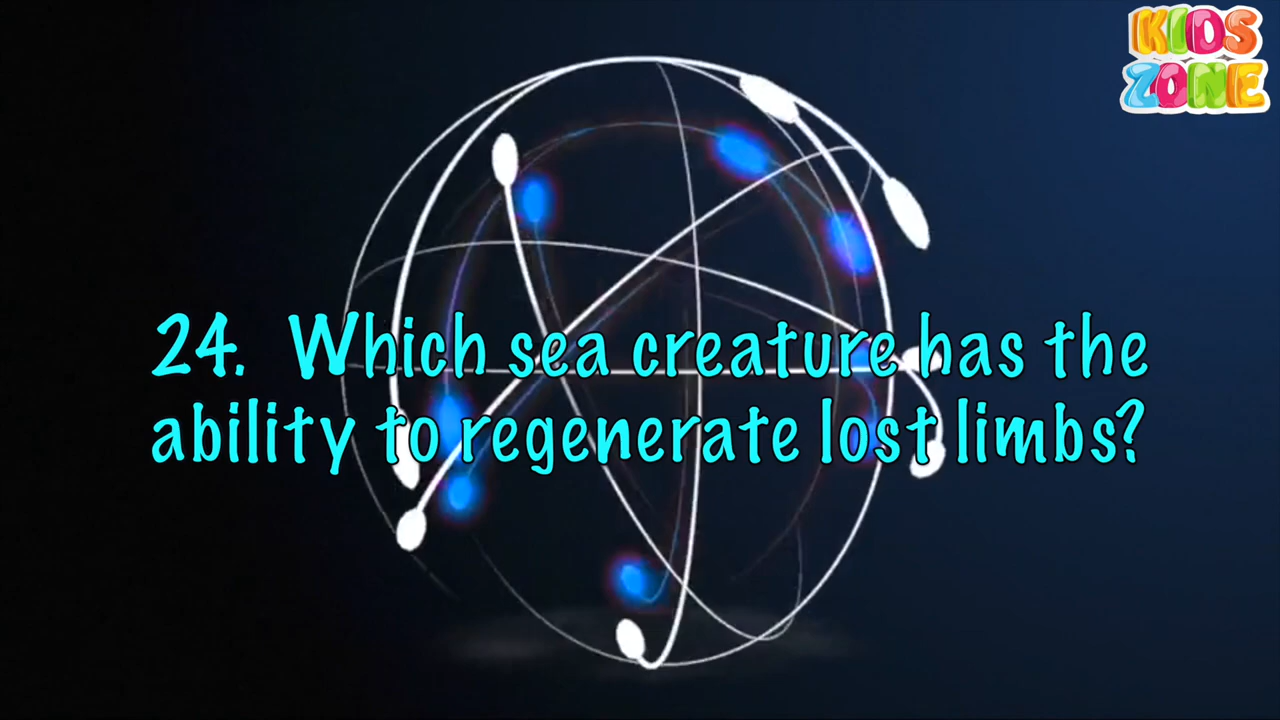 KIDS
ZONE
24. Which sea creature has the
ability to regenerate lost limbs?